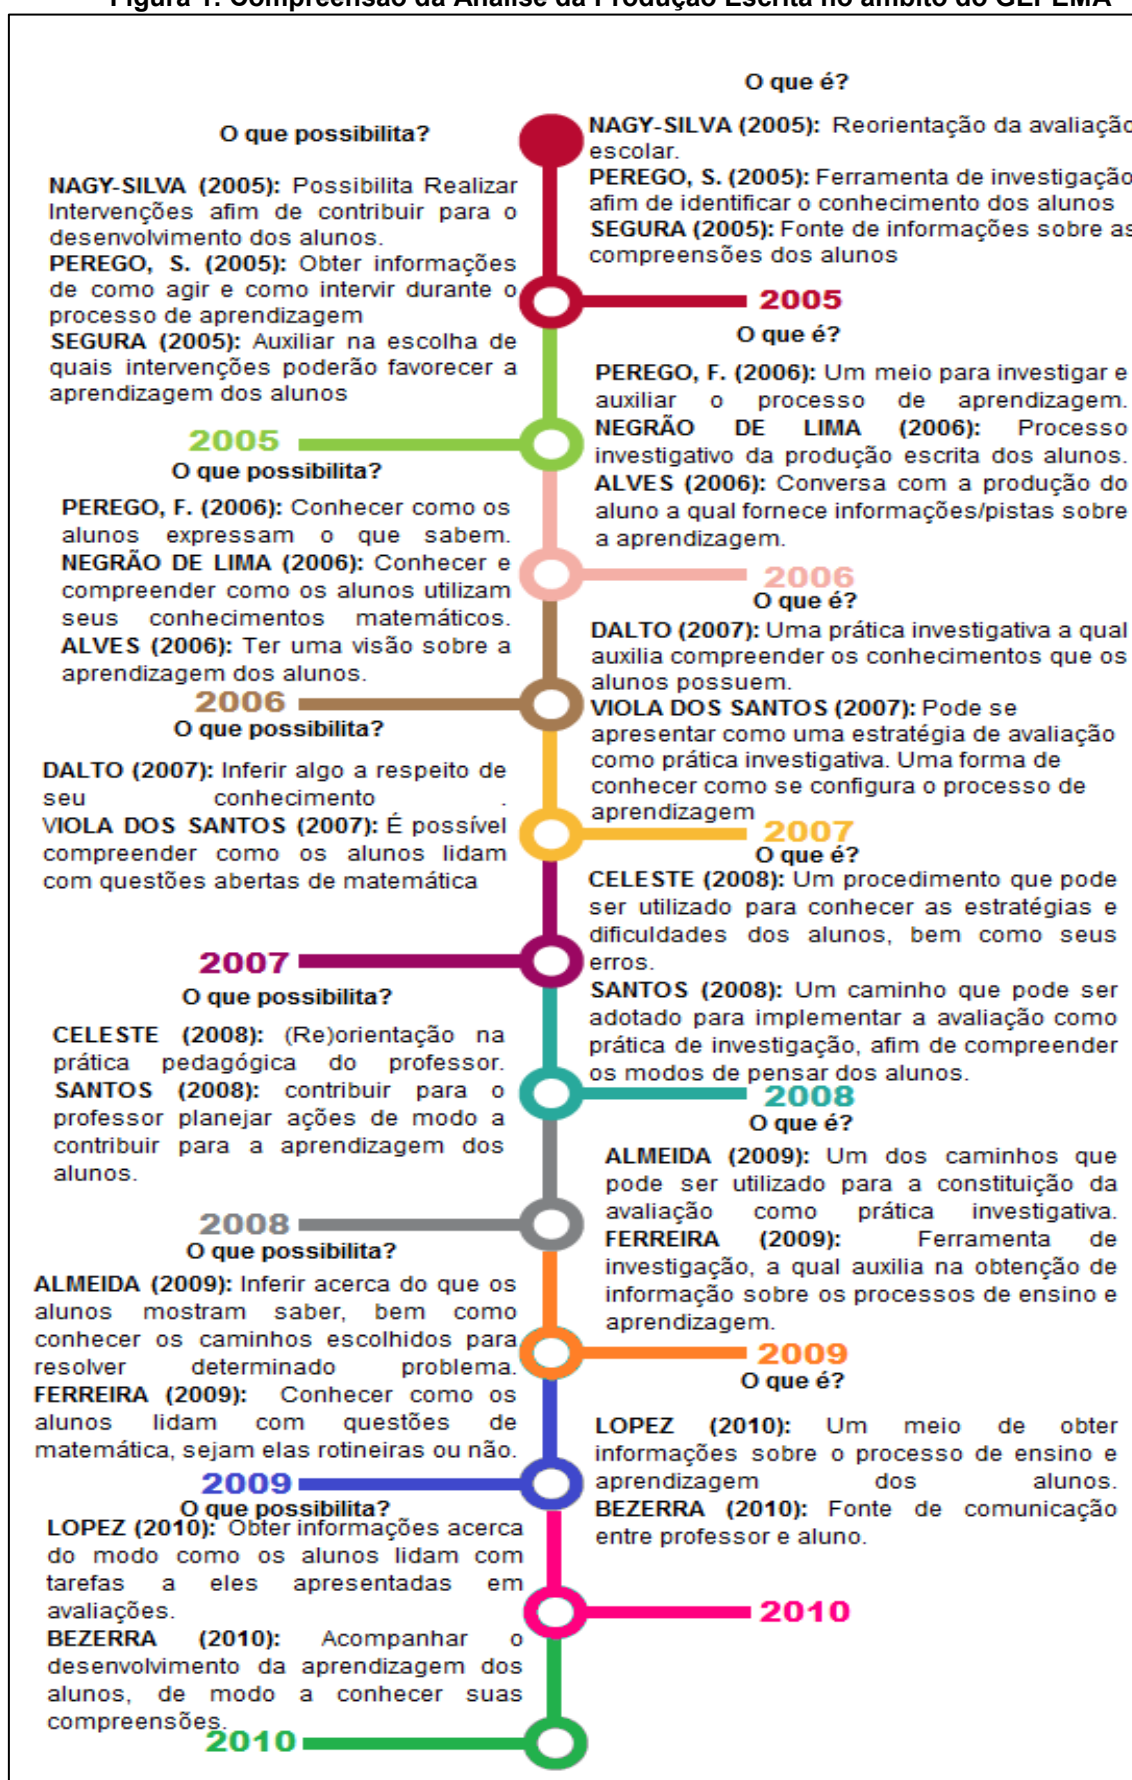 Figura 1: Compreensão da Análise da Produção Escrita no âmbito do GEPEMA
O que é?
NAGY-SILVA (2005): Reorientação da avaliação
escolar.
PEREGO, S. (2005): Ferramenta de investigação
afim de identificar o conhecimento dos alunos
SEGURA (2005): Fonte de informações sobre as
compreensões dos alunos
2005
O que possibilita?
NAGY-SILVA (2005): Possibilita Realizar
Intervenções afim de contribuir para o
desenvolvimento dos alunos.
PEREGO, S. (2005): Obter informações
de como agir e como intervir durante o
processo de aprendizagem
SEGURA (2005): Auxiliar na escolha de
quais intervenções poderão favorecer a
aprendizagem dos alunos
2005
O que é?
PEREGO, F. (2006): Um meio para investigar e
auxiliar o processo de aprendizagem.
NEGRÃO DE LIMA (2006): Processo
investigativo da produção escrita dos alunos.
ALVES (2006): Conversa com a produção do
aluno a qual fornece informações/pistas sobre
a aprendizagem.
2006
O que possibilita?
PEREGO, F. (2006): Conhecer como os
alunos expressam o que sabem.
NEGRÃO DE LIMA (2006): Conhecer e
compreender como os alunos utilizam
seus conhecimentos matemáticos.
ALVES (2006): Ter uma visão sobre a
aprendizagem dos alunos.
2006
O que é?
DALTO (2007): Uma prática investigativa a qual
auxilia compreender os conhecimentos que os
alunos possuem.
VIOLA DOS SANTOS (2007): Pode se
apresentar como uma estratégia de avaliação
como prática investigativa. Uma forma de
conhecer como se configura o processo de
aprendizagem
2007
O que possibilita?
DALTO (2007): Inferir algo a respeito de
seu conhecimento .
VIOLA DOS SANTOS (2007): É possível
compreender como os alunos lidam
com questões abertas de matemática
2007
O que é?
CELESTE (2008): Um procedimento que pode
ser utilizado para conhecer as estratégias e
dificuldades dos alunos, bem como seus
erros.
SANTOS (2008): Um caminho que pode ser
adotado para implementar a avaliação como
prática de investigação, afim de compreender
os modos de pensar dos alunos.
2008
O que possibilita?
CELESTE (2008): (Re)orientação na
prática pedagógica do professor.
SANTOS (2008): contribuir para o
professor planejar ações de modo a
contribuir para a aprendizagem dos
alunos.
2008
O que é?
ALMEIDA (2009): Um dos caminhos que
pode ser utilizado para a constituição da
avaliação como prática investigativa.
FERREIRA (2009): Ferramenta de
investigação, a qual auxilia na obtenção de
informação sobre os processos de ensino e
aprendizagem.
2009
O que possibilita?
ALMEIDA (2009): Inferir acerca do que os
alunos mostram saber, bem como
conhecer os caminhos escolhidos para
resolver determinado problema.
FERREIRA (2009): Conhecer como os
alunos lidam com questões de
matemática, sejam elas rotineiras ou não.
2009
O que é?
LOPEZ (2010): Um meio de obter
informações sobre o processo de ensino e
aprendizagem dos alunos.
BEZERRA (2010): Fonte de comunicação
entre professor e aluno.
2010
O que possibilita?
LOPEZ (2010): Obter informações acerca
do modo como os alunos lidam com
tarefas a eles apresentadas em
avaliações.
BEZERRA (2010): Acompanhar o
desenvolvimento da aprendizagem dos
alunos, de modo a conhecer suas
compreensões.
2010